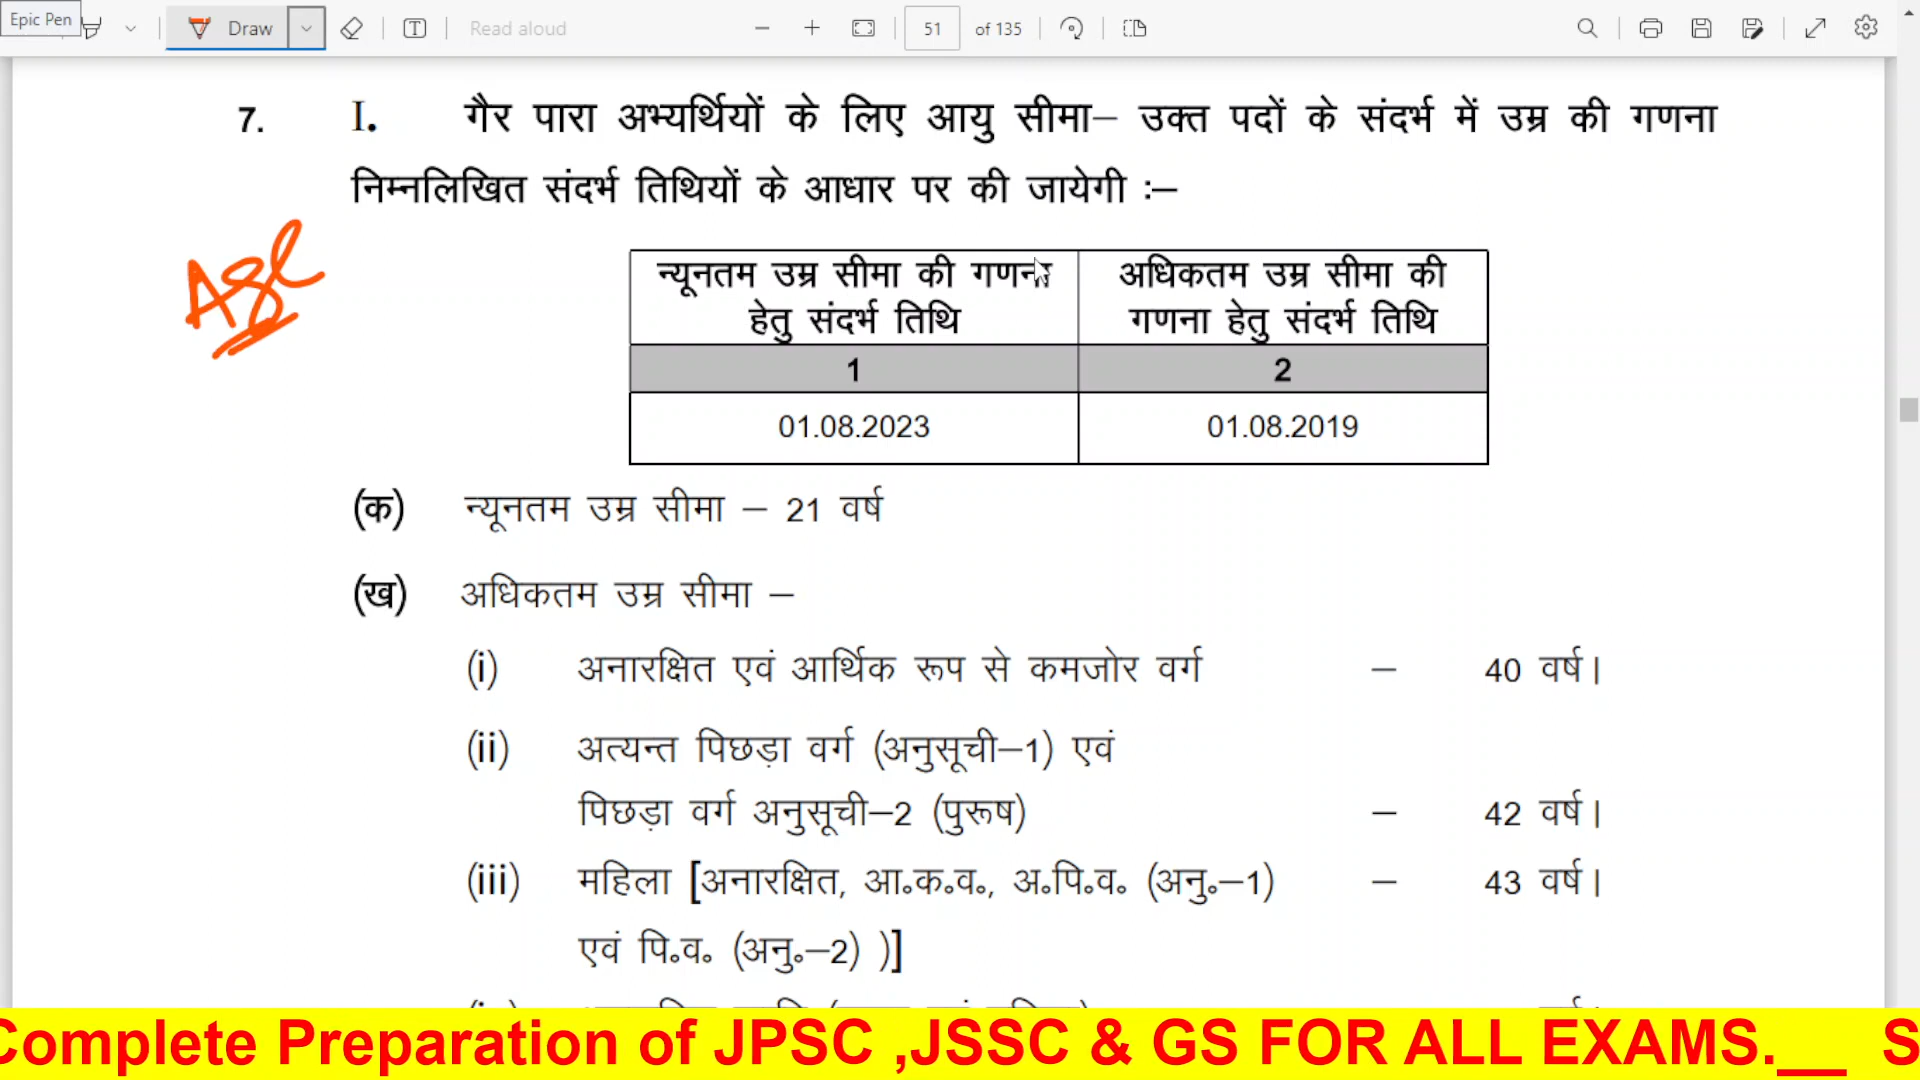 Epic Pen
Draw
Read aloud
51 of 135
7. I. गैर पारा अभ्यर्थियों के लिए आयु सीमा– उक्त पदों के संदर्भ में उम्र की गणना
निम्नलिखित संदर्भ तिथियों के आधार पर की जायेगी :–
Age
न्यूनतम उम्र सीमा की गणना
हेतु संदर्भ तिथि
अधिकतम उम्र सीमा की
गणना हेतु संदर्भ तिथि
1 2
01.08.2023 01.08.2019
(क) न्यूनतम उम्र सीमा – 21 वर्ष
(ख) अधिकतम उम्र सीमा –
(i) अनारक्षित एवं आर्थिक रूप से कमजोर वर्ग – 40 वर्ष।
(ii) अत्यन्त पिछड़ा वर्ग (अनुसूची–1) एवं
पिछड़ा वर्ग अनुसूची–2 (पुरूष) – 42 वर्ष।
(iii) महिला [अनारक्षित, आ॰क॰व॰, अ॰पि॰व॰ (अनु॰–1) – 43 वर्ष।
एवं पि॰व॰ (अनु॰–2) )]
Complete Preparation of JPSC ,JSSC & GS FOR ALL EXAMS.__ S